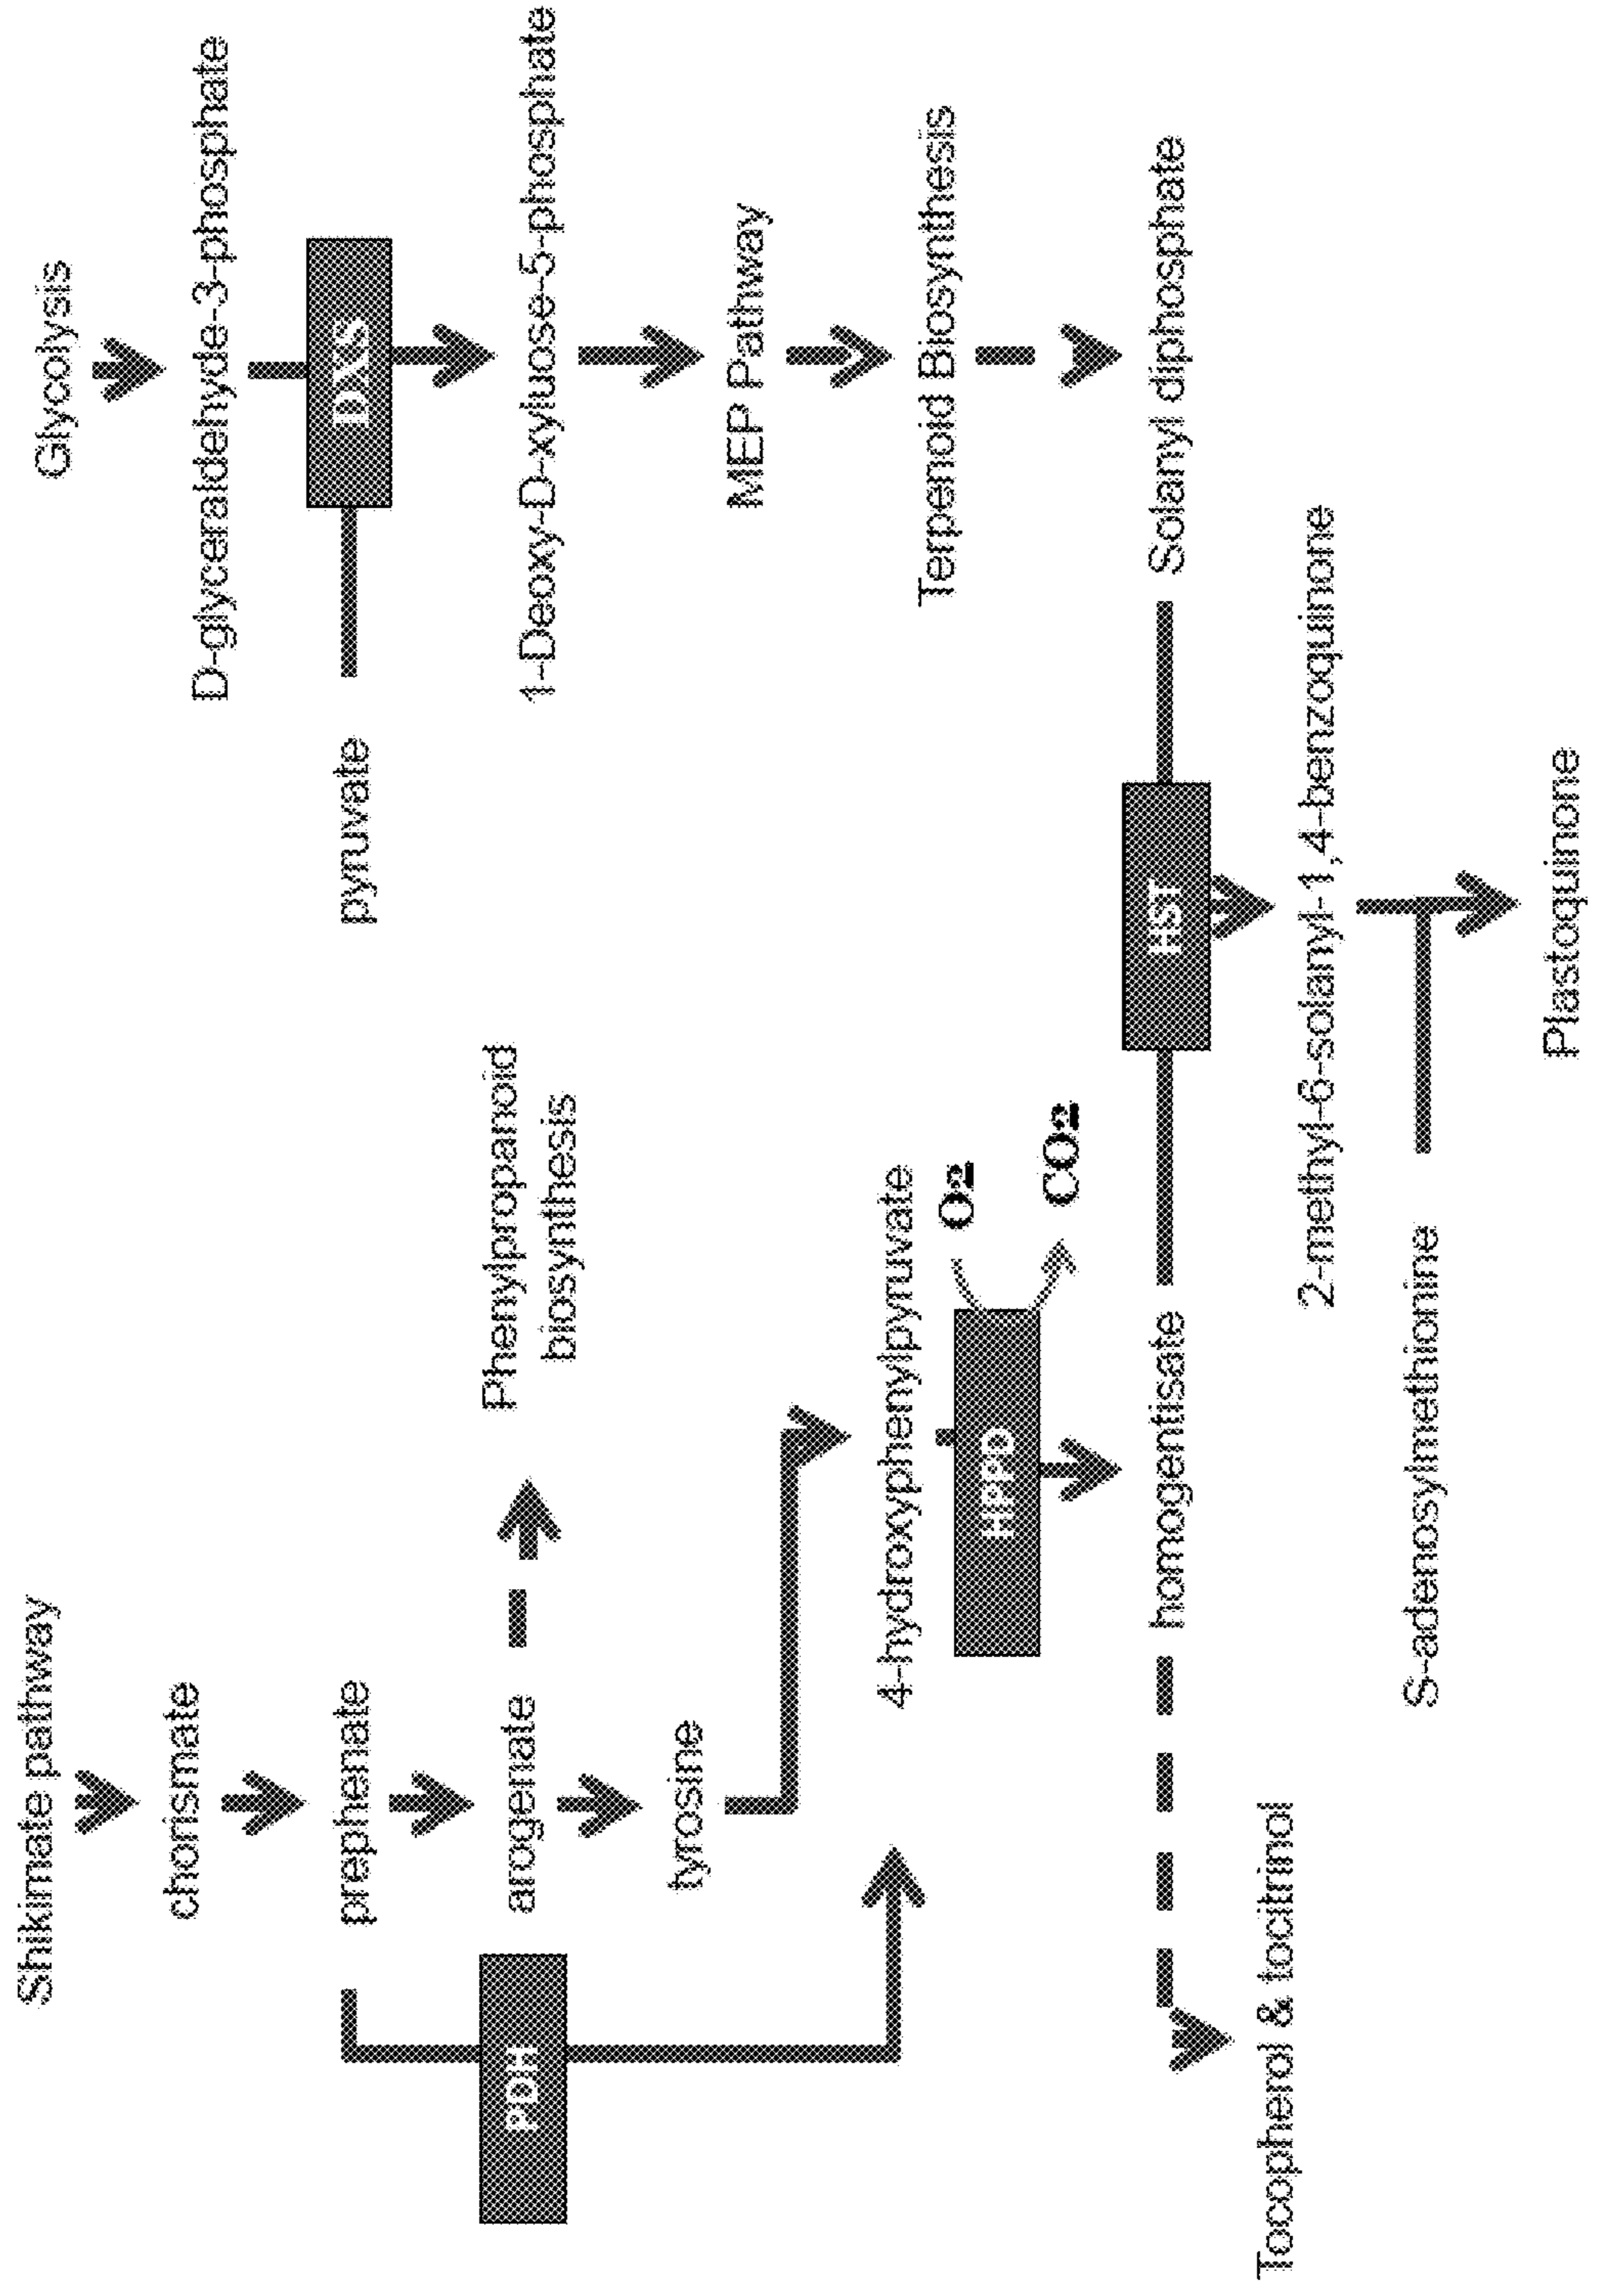 Shikimate pathway
Glycolysis
chorismate
D-glyceraldehyde-3-phosphate
prephenate
pyruvate
DXS
PDH
arogenate
Phenylpropanoid
biosynthesis
1-Deoxy-D-xyluose-5-phosphate
tyrosine
MEP Pathway
4-hydroxyphenylpyruvate
Terpenoid Biosynthesis
O2
HPPD
CO2
homogentisate
HST
Solanyl diphosphate
Tocopherol & tocitrinol
2-methyl-6-solanyl-1,4-benzoquinone
S-adenosylmethionine
Plastoquinone